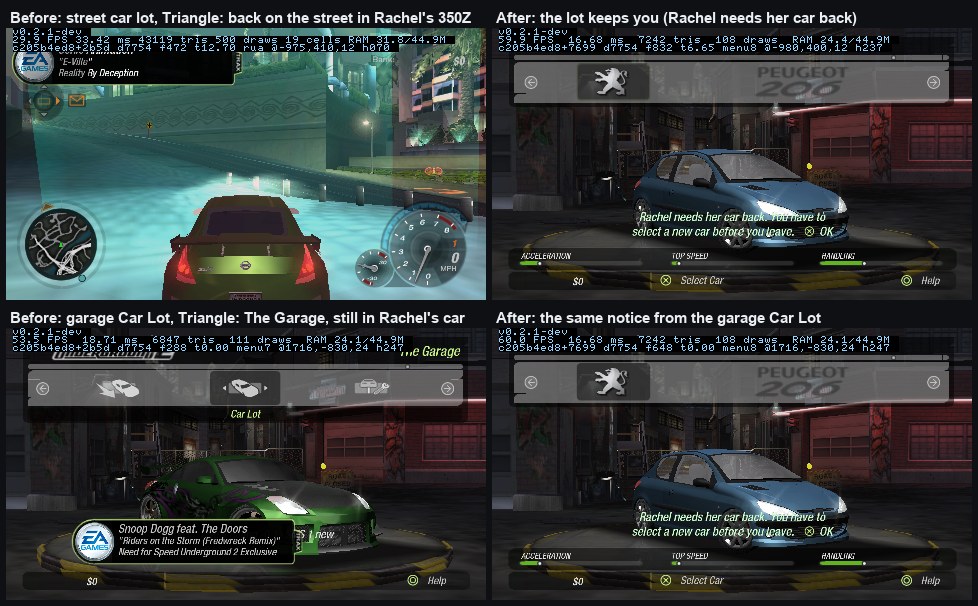 Before: street car lot, Triangle: back on the street in Rachel's 350Z
v0.2.1-dev
29.9 FPS 33.42 ms 43119 tris 500 draws 19 cells RAM 31.8/44.9M
c205b4ed8+2b5d d7754 f472 t12.70 rua @-975,410,12 h070
EA GAMES
"E-Ville"
Reality By Deception
TRAX
$0
1
0
MPH
After: the lot keeps you (Rachel needs her car back)
v0.2.1-dev
59.9 FPS 16.68 ms 7242 tris 108 draws RAM 24.4/44.9M
c205b4ed8+7699 d7754 f832 t6.65 menu8 @-980,400,12 h237
PEUGEOT
206
Rachel needs her car back. You have to
select a new car before you leave. OK
ACCELERATION TOP SPEED HANDLING
$0 Select Car Help
Before: garage Car Lot, Triangle: The Garage, still in Rachel's car
v0.2.1-dev
53.5 FPS 18.71 ms 6847 tris 111 draws RAM 24.1/44.9M
c205b4ed8+2b5d d7754 f288 t0.00 menu7 @1716,-830,24 h247
The Garage
Car Lot
EA GAMES
Snoop Dogg feat. The Doors
"Riders on the Storm (Fredwreck Remix)"
Need for Speed Underground 2 Exclusive
TRAX
new
$0 Help
After: the same notice from the garage Car Lot
v0.2.1-dev
60.0 FPS 16.68 ms 7242 tris 108 draws RAM 24.1/44.9M
c205b4ed8+7699 d7754 f648 t0.00 menu8 @1716,-830,24 h247
PEUGEOT
206
Rachel needs her car back. You have to
select a new car before you leave. OK
ACCELERATION TOP SPEED HANDLING
$0 Select Car Help